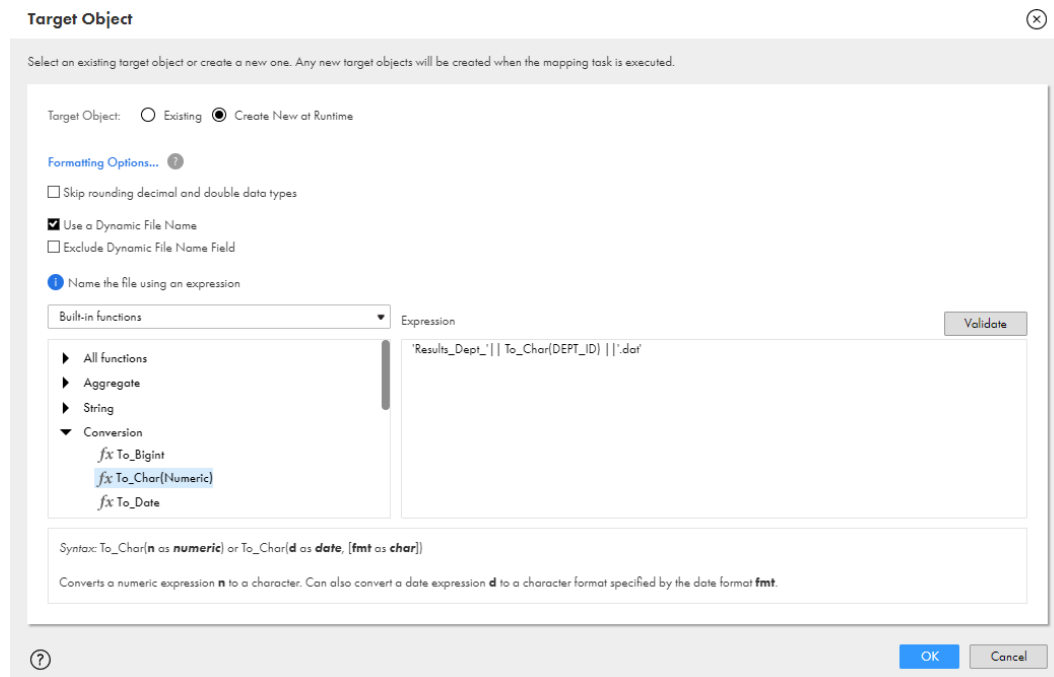 Target Object
Select an existing target object or create a new one. Any new target objects will be created when the mapping task is executed.
Target Object: Existing Create New at Runtime
Formatting Options... ?
Skip rounding decimal and double data types
Use a Dynamic File Name
Exclude Dynamic File Name Field
i Name the file using an expression
Built-in functions
Expression
Validate
All functions
Aggregate
String
Conversion
fx To_Bigint
fx To_Char(Numeric)
fx To_Date
'Results_Dept_'|| To_Char(DEPT_ID) ||'.dat'
Syntax: To_Char(n as numeric) or To_Char(d as date, [fmt as char])
Converts a numeric expression n to a character. Can also convert a date expression d to a character format specified by the date format fmt.
?
OK
Cancel